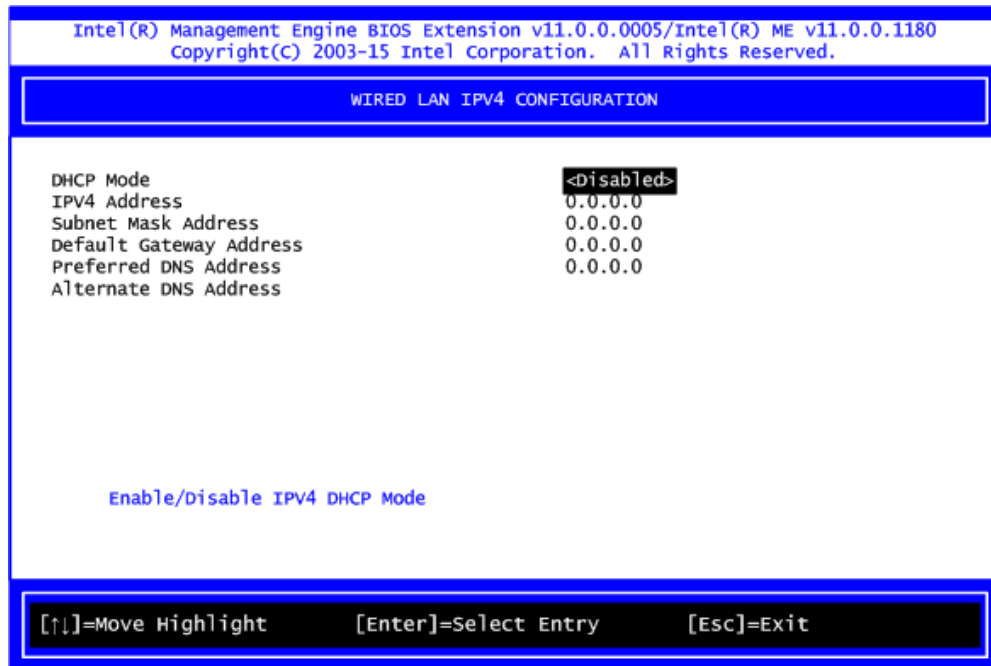 Intel(R) Management Engine BIOS Extension v11.0.0.0005/Intel(R) ME v11.0.0.1180
Copyright(C) 2003-15 Intel Corporation. All Rights Reserved.
WIRED LAN IPV4 CONFIGURATION
DHCP Mode <Disabled>
IPV4 Address 0.0.0.0
Subnet Mask Address 0.0.0.0
Default Gateway Address 0.0.0.0
Preferred DNS Address 0.0.0.0
Alternate DNS Address
Enable/Disable IPV4 DHCP Mode
[↑↓]=Move Highlight [Enter]=Select Entry [Esc]=Exit